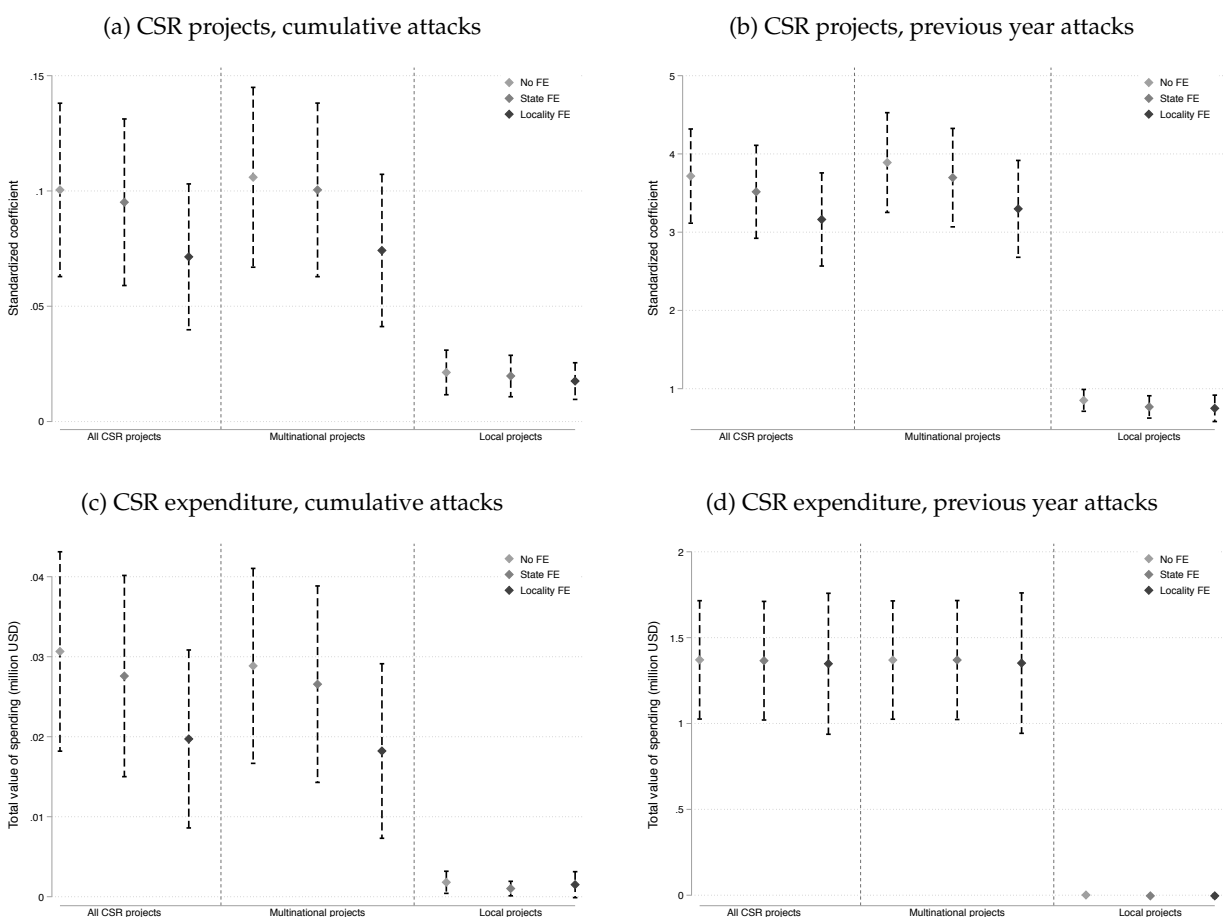 (a) CSR projects, cumulative attacks
.15
.1
.05
0
Standardized coefficient
No FE
State FE
Locality FE
All CSR projects
Multinational projects
Local projects
(b) CSR projects, previous year attacks
5
4
3
2
1
Standardized coefficient
No FE
State FE
Locality FE
All CSR projects
Multinational projects
Local projects
(c) CSR expenditure, cumulative attacks
.04
.03
.02
.01
0
Total value of spending (million USD)
No FE
State FE
Locality FE
All CSR projects
Multinational projects
Local projects
(d) CSR expenditure, previous year attacks
2
1.5
1
.5
0
Total value of spending (million USD)
No FE
State FE
Locality FE
All CSR projects
Multinational projects
Local projects